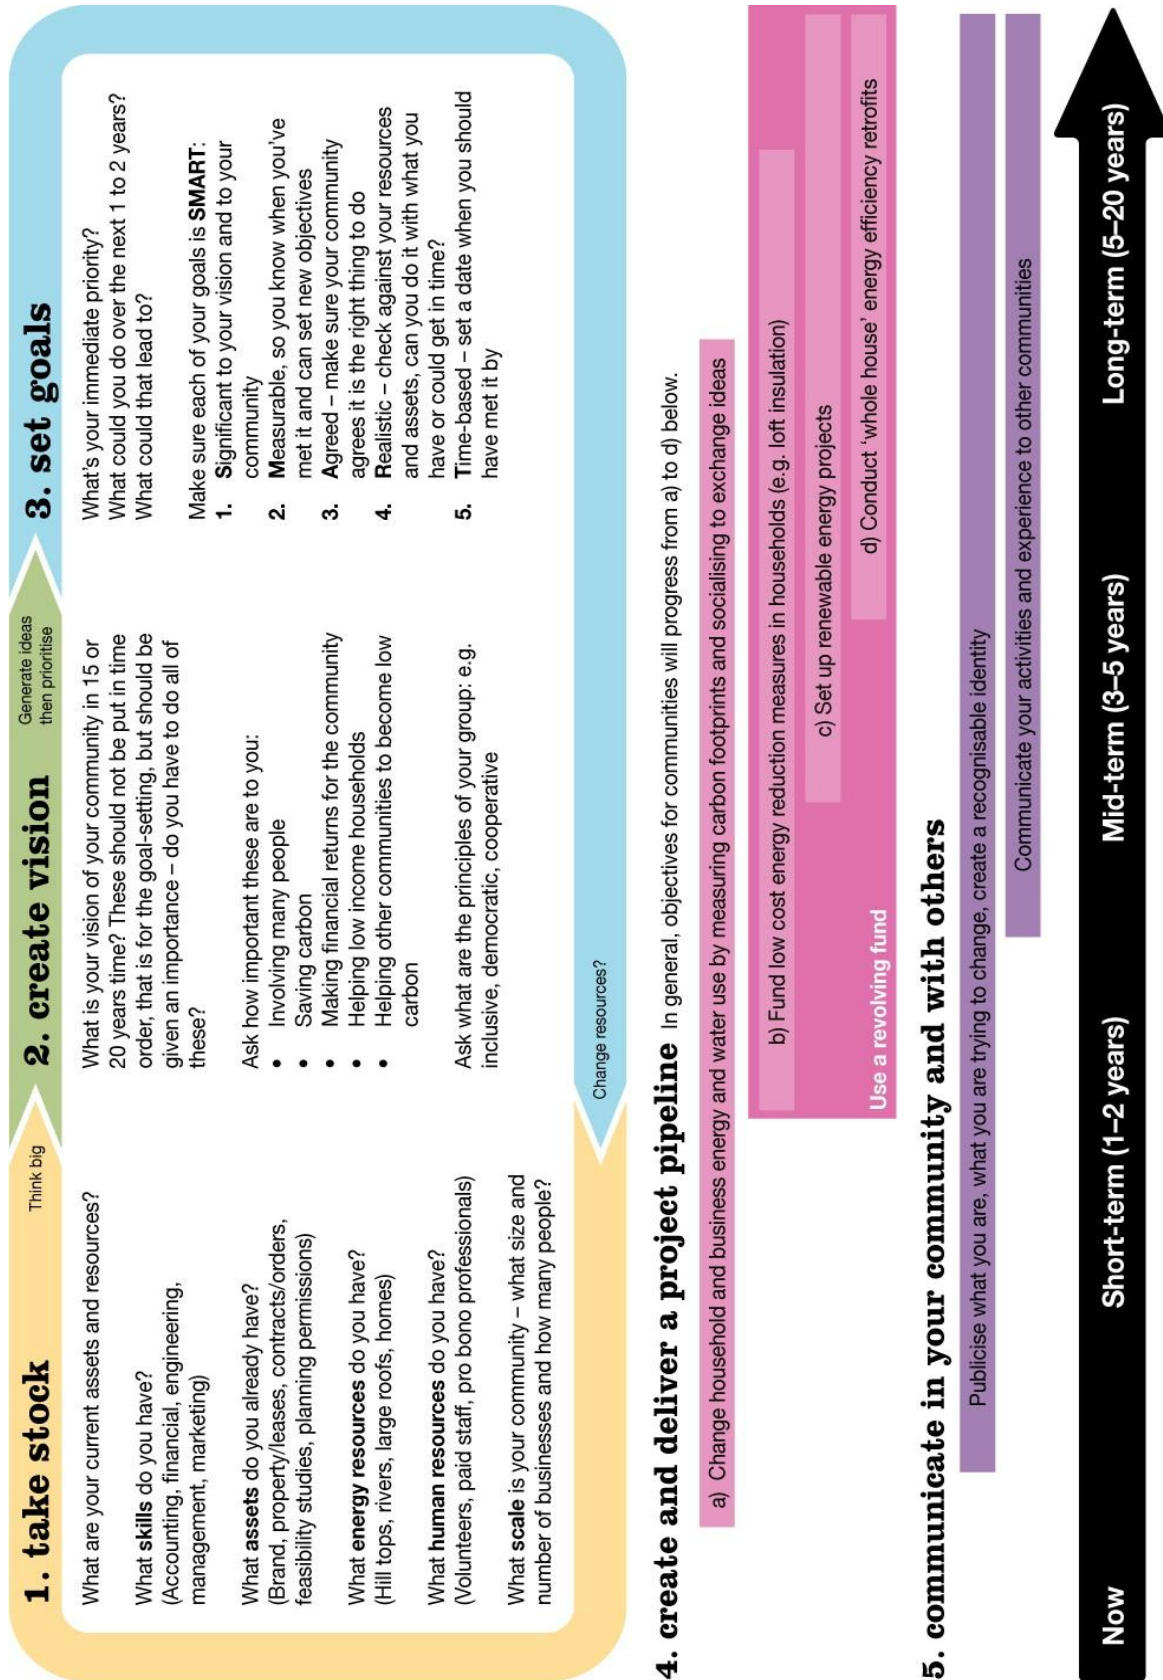 1. take stock
Think big
2. create vision
Generate ideas
then prioritise
3. set goals
What are your current assets and resources?
What skills do you have?
(Accounting, financial, engineering,
management, marketing)
What assets do you already have?
(Brand, property/leases, contracts/orders,
feasibility studies, planning permissions)
What energy resources do you have?
(Hill tops, rivers, large roofs, homes)
What human resources do you have?
(Volunteers, paid staff, pro bono professionals)
What scale is your community – what size and
number of businesses and how many people?
What is your vision of your community in 15 or
20 years time? These should not be put in time
order, that is for the goal-setting, but should be
given an importance – do you have to do all of
these?
Ask how important these are to you:
• Involving many people
• Saving carbon
• Making financial returns for the community
• Helping low income households
• Helping other communities to become low
carbon
Ask what are the principles of your group: e.g.
inclusive, democratic, cooperative
What's your immediate priority?
What could you do over the next 1 to 2 years?
What could that lead to?
Make sure each of your goals is SMART:
1. Significant to your vision and to your
community
2. Measurable, so you know when you've
met it and can set new objectives
3. Agreed – make sure your community
agrees it is the right thing to do
4. Realistic – check against your resources
and assets, can you do it with what you
have or could get in time?
5. Time-based – set a date when you should
have met it by
Change resources?
4. create and deliver a project pipeline In general, objectives for communities will progress from a) to d) below.
a) Change household and business energy and water use by measuring carbon footprints and socialising to exchange ideas
b) Fund low cost energy reduction measures in households (e.g. loft insulation)
c) Set up renewable energy projects
d) Conduct 'whole house' energy efficiency retrofits
Use a revolving fund
5. communicate in your community and with others
Publicise what you are, what you are trying to change, create a recognisable identity
Communicate your activities and experience to other communities
Now
Short-term (1–2 years)
Mid-term (3–5 years)
Long-term (5–20 years)